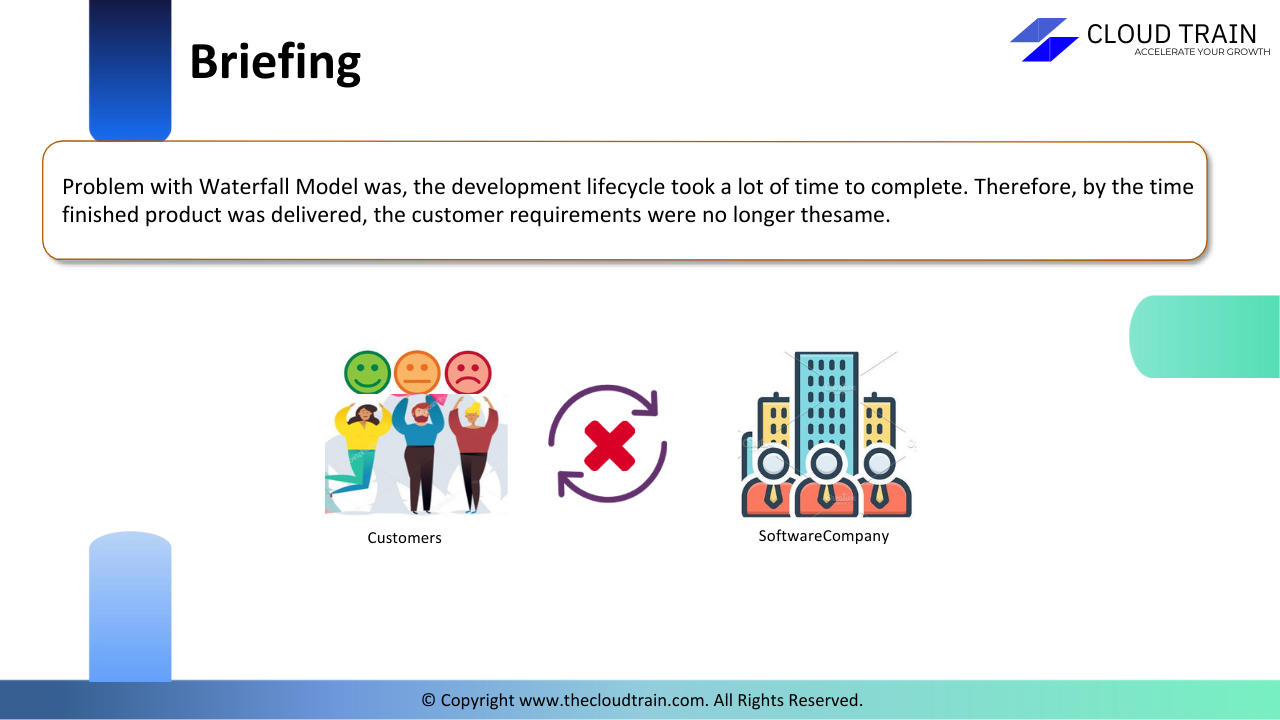 Briefing
CLOUD TRAIN
ACCELERATE YOUR GROWTH
Problem with Waterfall Model was, the development lifecycle took a lot of time to complete. Therefore, by the time
finished product was delivered, the customer requirements were no longer thesame.
Customers
SoftwareCompany
© Copyright www.thecloudtrain.com. All Rights Reserved.